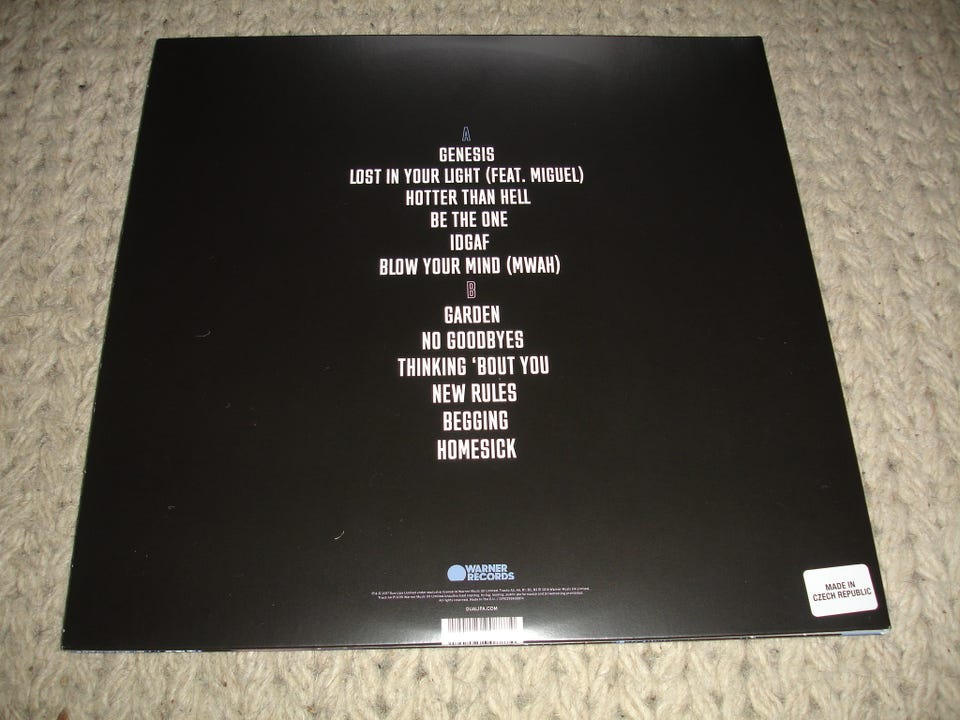 A
GENESIS
LOST IN YOUR LIGHT (FEAT. MIGUEL)
HOTTER THAN HELL
BE THE ONE
IDGAF
BLOW YOUR MIND (MWAH)
B
GARDEN
NO GOODBYES
THINKING ‘BOUT YOU
NEW RULES
BEGGING
HOMESICK
WARNER
RECORDS
DUALIPA.COM
MADE IN
CZECH REPUBLIC